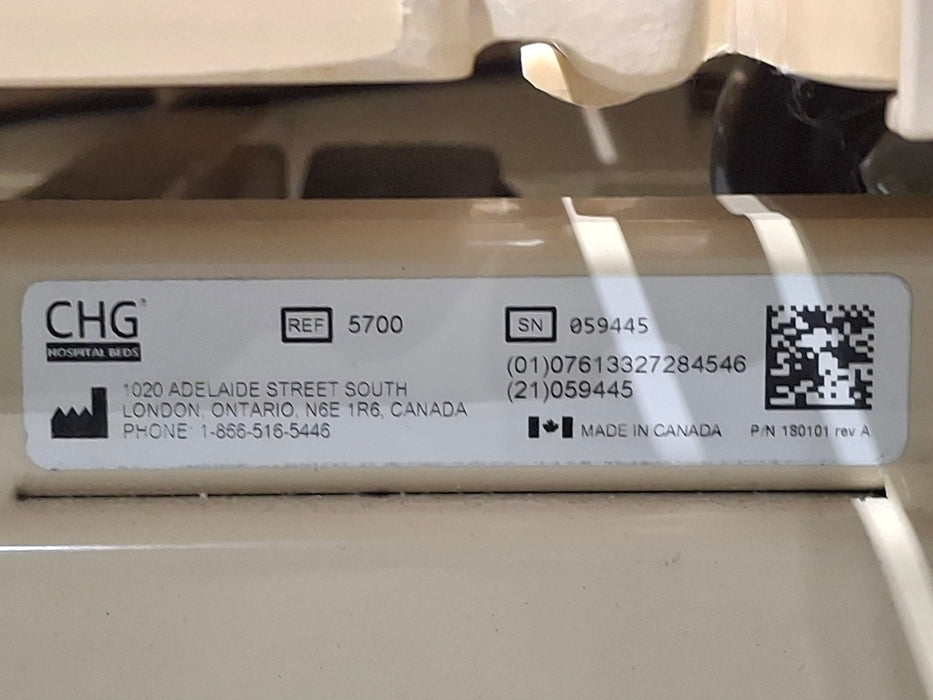 CHG
HOSPITAL BEDS
REF 5700
SN 059445
(01)07613327284546
(21)059445
1020 ADELAIDE STREET SOUTH
LONDON, ONTARIO, N6E 1R6, CANADA
PHONE: 1-866-516-5446
MADE IN CANADA
P/N 180101 rev A